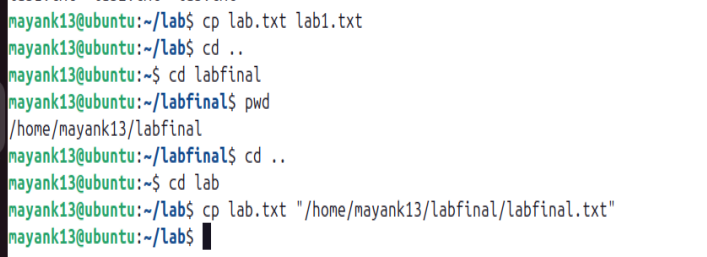 mayank13@ubuntu:~/lab$ cp lab.txt lab1.txt
mayank13@ubuntu:~/lab$ cd ..
mayank13@ubuntu:~$ cd labfinal
mayank13@ubuntu:~/labfinal$ pwd
/home/mayank13/labfinal
mayank13@ubuntu:~/labfinal$ cd ..
mayank13@ubuntu:~$ cd lab
mayank13@ubuntu:~/lab$ cp lab.txt "/home/mayank13/labfinal/labfinal.txt"
mayank13@ubuntu:~/lab$